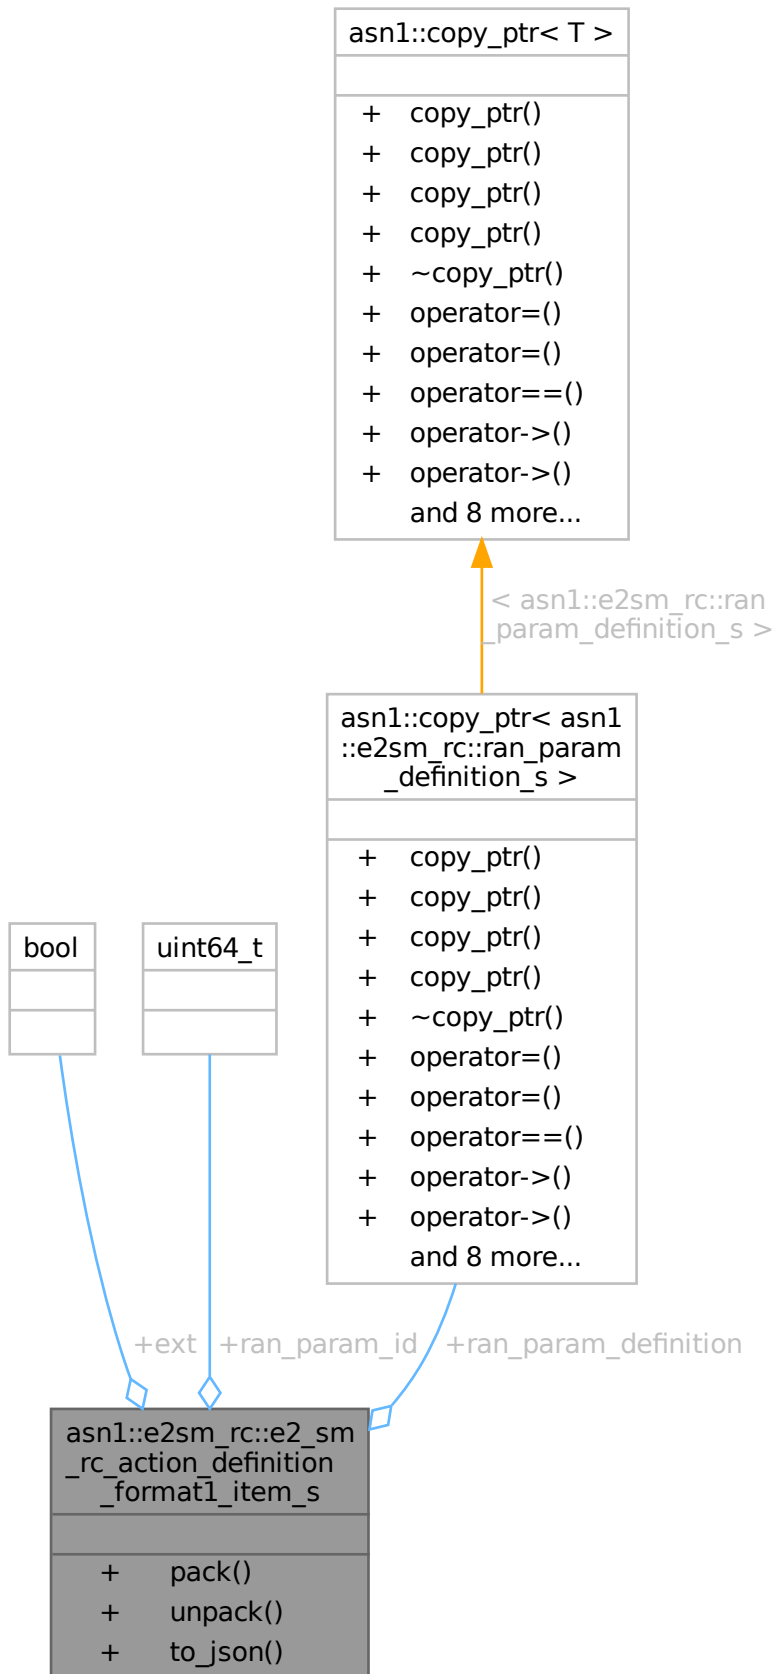 asn1::copy_ptr< T >
+ copy_ptr()
+ copy_ptr()
+ copy_ptr()
+ copy_ptr()
+ ~copy_ptr()
+ operator=()
+ operator=()
+ operator==()
+ operator->()
+ operator->()
and 8 more...
< asn1::e2sm_rc::ran
_param_definition_s >
asn1::copy_ptr< asn1
::e2sm_rc::ran_param
_definition_s >
+ copy_ptr()
+ copy_ptr()
+ copy_ptr()
+ copy_ptr()
+ ~copy_ptr()
+ operator=()
+ operator=()
+ operator==()
+ operator->()
+ operator->()
and 8 more...
bool
uint64_t
+ext
+ran_param_id
+ran_param_definition
asn1::e2sm_rc::e2_sm
_rc_action_definition
_format1_item_s
+ pack()
+ unpack()
+ to_json()